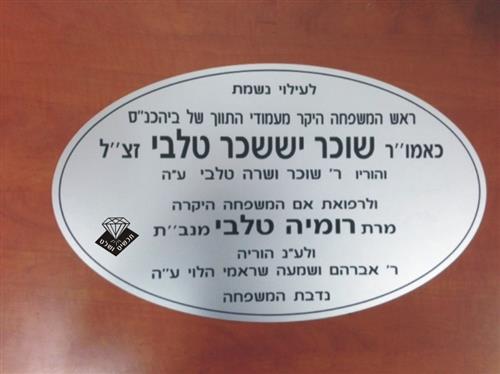 לעילוי נשמת
ראש המשפחה היקר מעמודי התווך של ביהכנ"ס
כאמו''ר שוכר יששכר טלבי זצ''ל
והוריו ר' שוכר ושרה טלבי ע"ה
ולרפואת אם המשפחה היקרה
מרת רומיה טלבי מנב''ת
ולע"נ הוריה
ר' אברהם ושמעה שראמי הלוי ע''ה
נדבת המשפחה